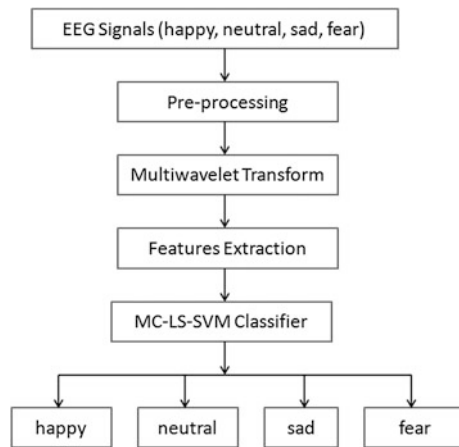 EEG Signals (happy, neutral, sad, fear)
Pre-processing
Multiwavelet Transform
Features Extraction
MC-LS-SVM Classifier
happy neutral sad fear